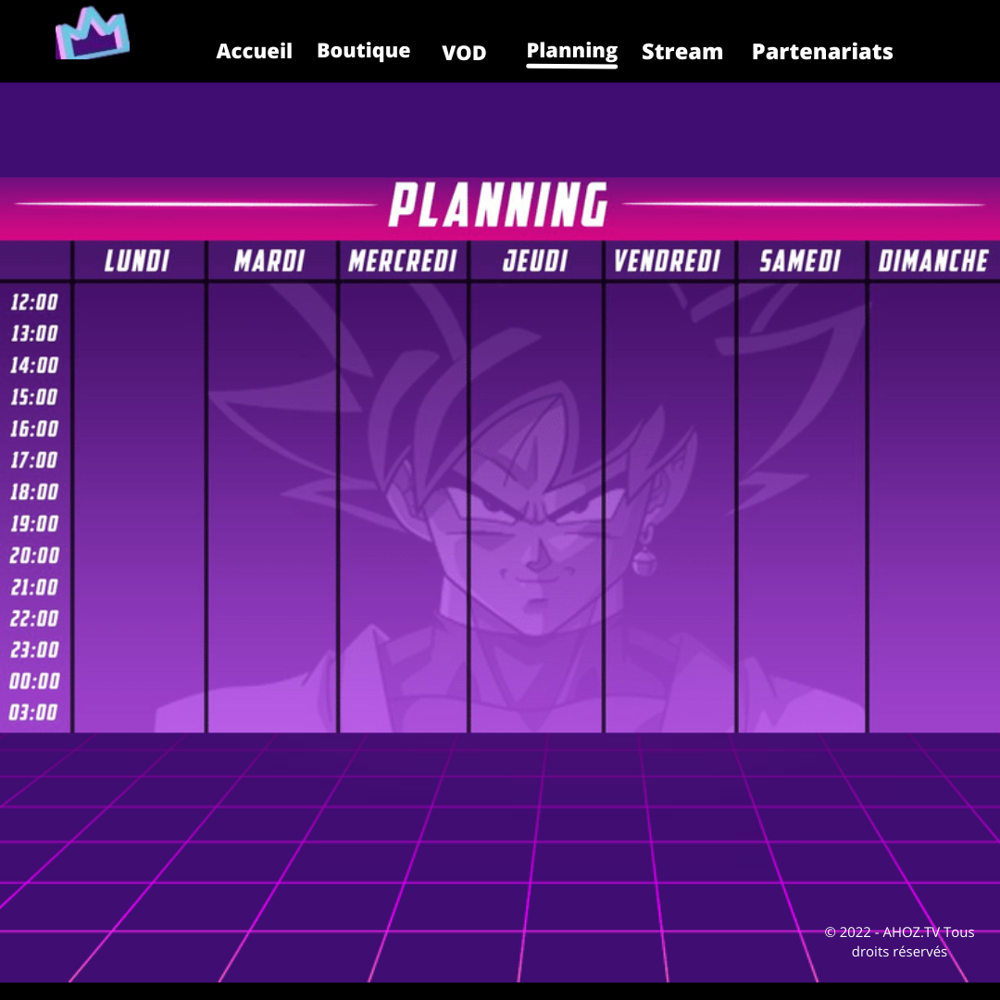 Accueil Boutique VOD Planning Stream Partenariats
PLANNING
LUNDI MARDI MERCREDI JEUDI VENDREDI SAMEDI DIMANCHE
12:00
13:00
14:00
15:00
16:00
17:00
18:00
19:00
20:00
21:00
22:00
23:00
00:00
03:00
© 2022 - AHOZ.TV Tous
droits réservés